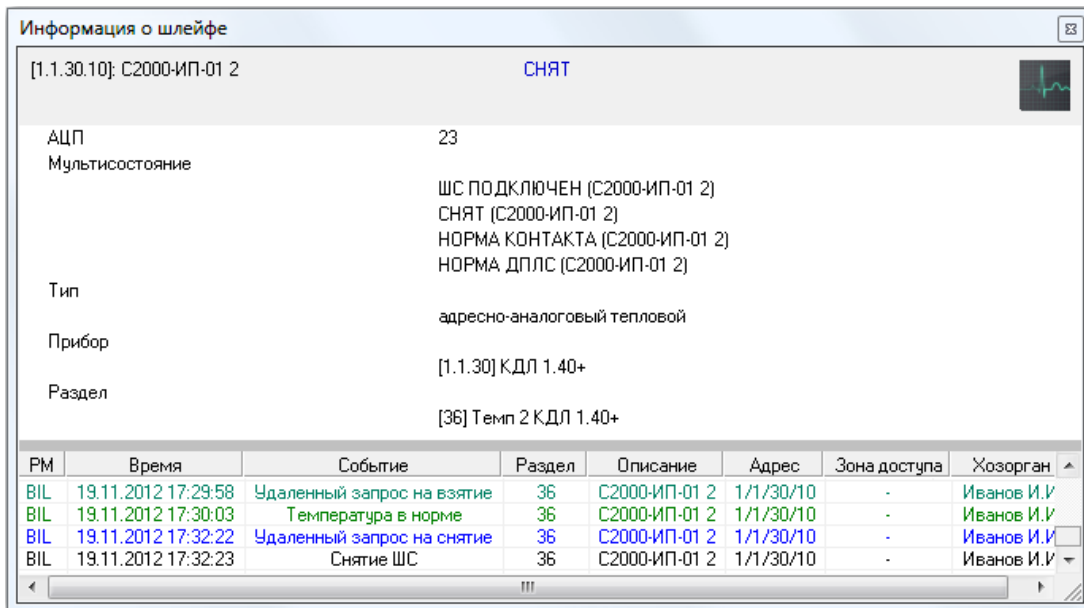 Информация о шлейфе
[1.1.30.10]: С2000-ИП-01 2 СНЯТ
АЦП 23
Мультисостояние
ШС ПОДКЛЮЧЕН (С2000-ИП-01 2)
СНЯТ (С2000-ИП-01 2)
НОРМА КОНТАКТА (С2000-ИП-01 2)
НОРМА ДПЛС (С2000-ИП-01 2)
Тип
адресно-аналоговый тепловой
Прибор
[1.1.30] КДЛ 1.40+
Раздел
[36] Темп 2 КДЛ 1.40+
РМ Время Событие Раздел Описание Адрес Зона доступа Хозорган
BIL 19.11.2012 17:29:58 Удаленный запрос на взятие 36 С2000-ИП-01 2 1/1/30/10 - Иванов И.И
BIL 19.11.2012 17:30:03 Температура в норме 36 С2000-ИП-01 2 1/1/30/10 - Иванов И.И
BIL 19.11.2012 17:32:22 Удаленный запрос на снятие 36 С2000-ИП-01 2 1/1/30/10 - Иванов И.И
BIL 19.11.2012 17:32:23 Снятие ШС 36 С2000-ИП-01 2 1/1/30/10 - Иванов И.И